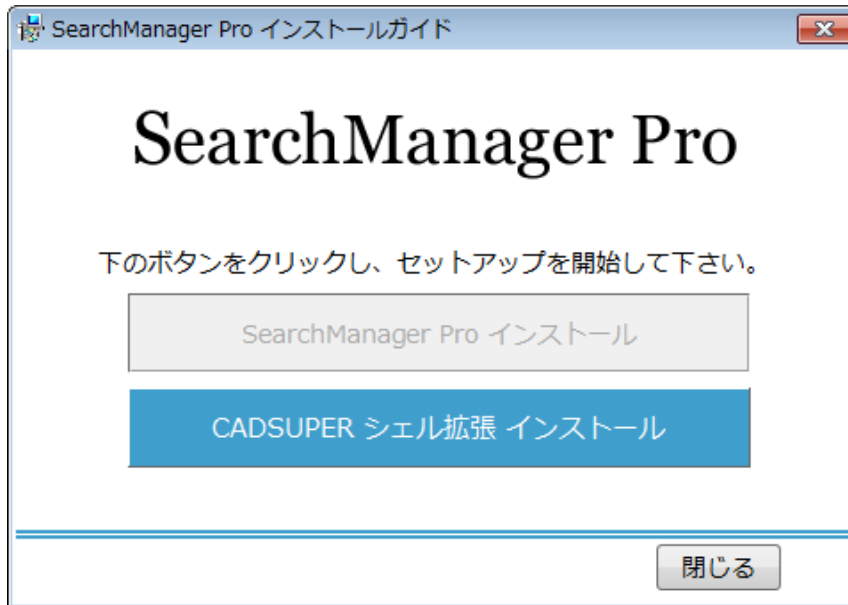 SearchManager Pro インストールガイド
SearchManager Pro
下のボタンをクリックし、セットアップを開始して下さい。
SearchManager Pro インストール
CADSUPER シェル拡張 インストール
閉じる